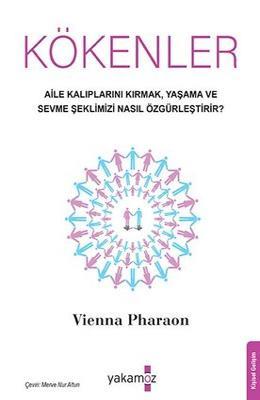 KÖKENLER
AİLE KALIPLARINI KIRMAK, YAŞAMA VE
SEVME ŞEKLİMİZİ NASIL ÖZGÜRLEŞTİRİR?
Vienna Pharaon
yakamoz
Çeviri: Merve Nur Altun
Kişisel Gelişim